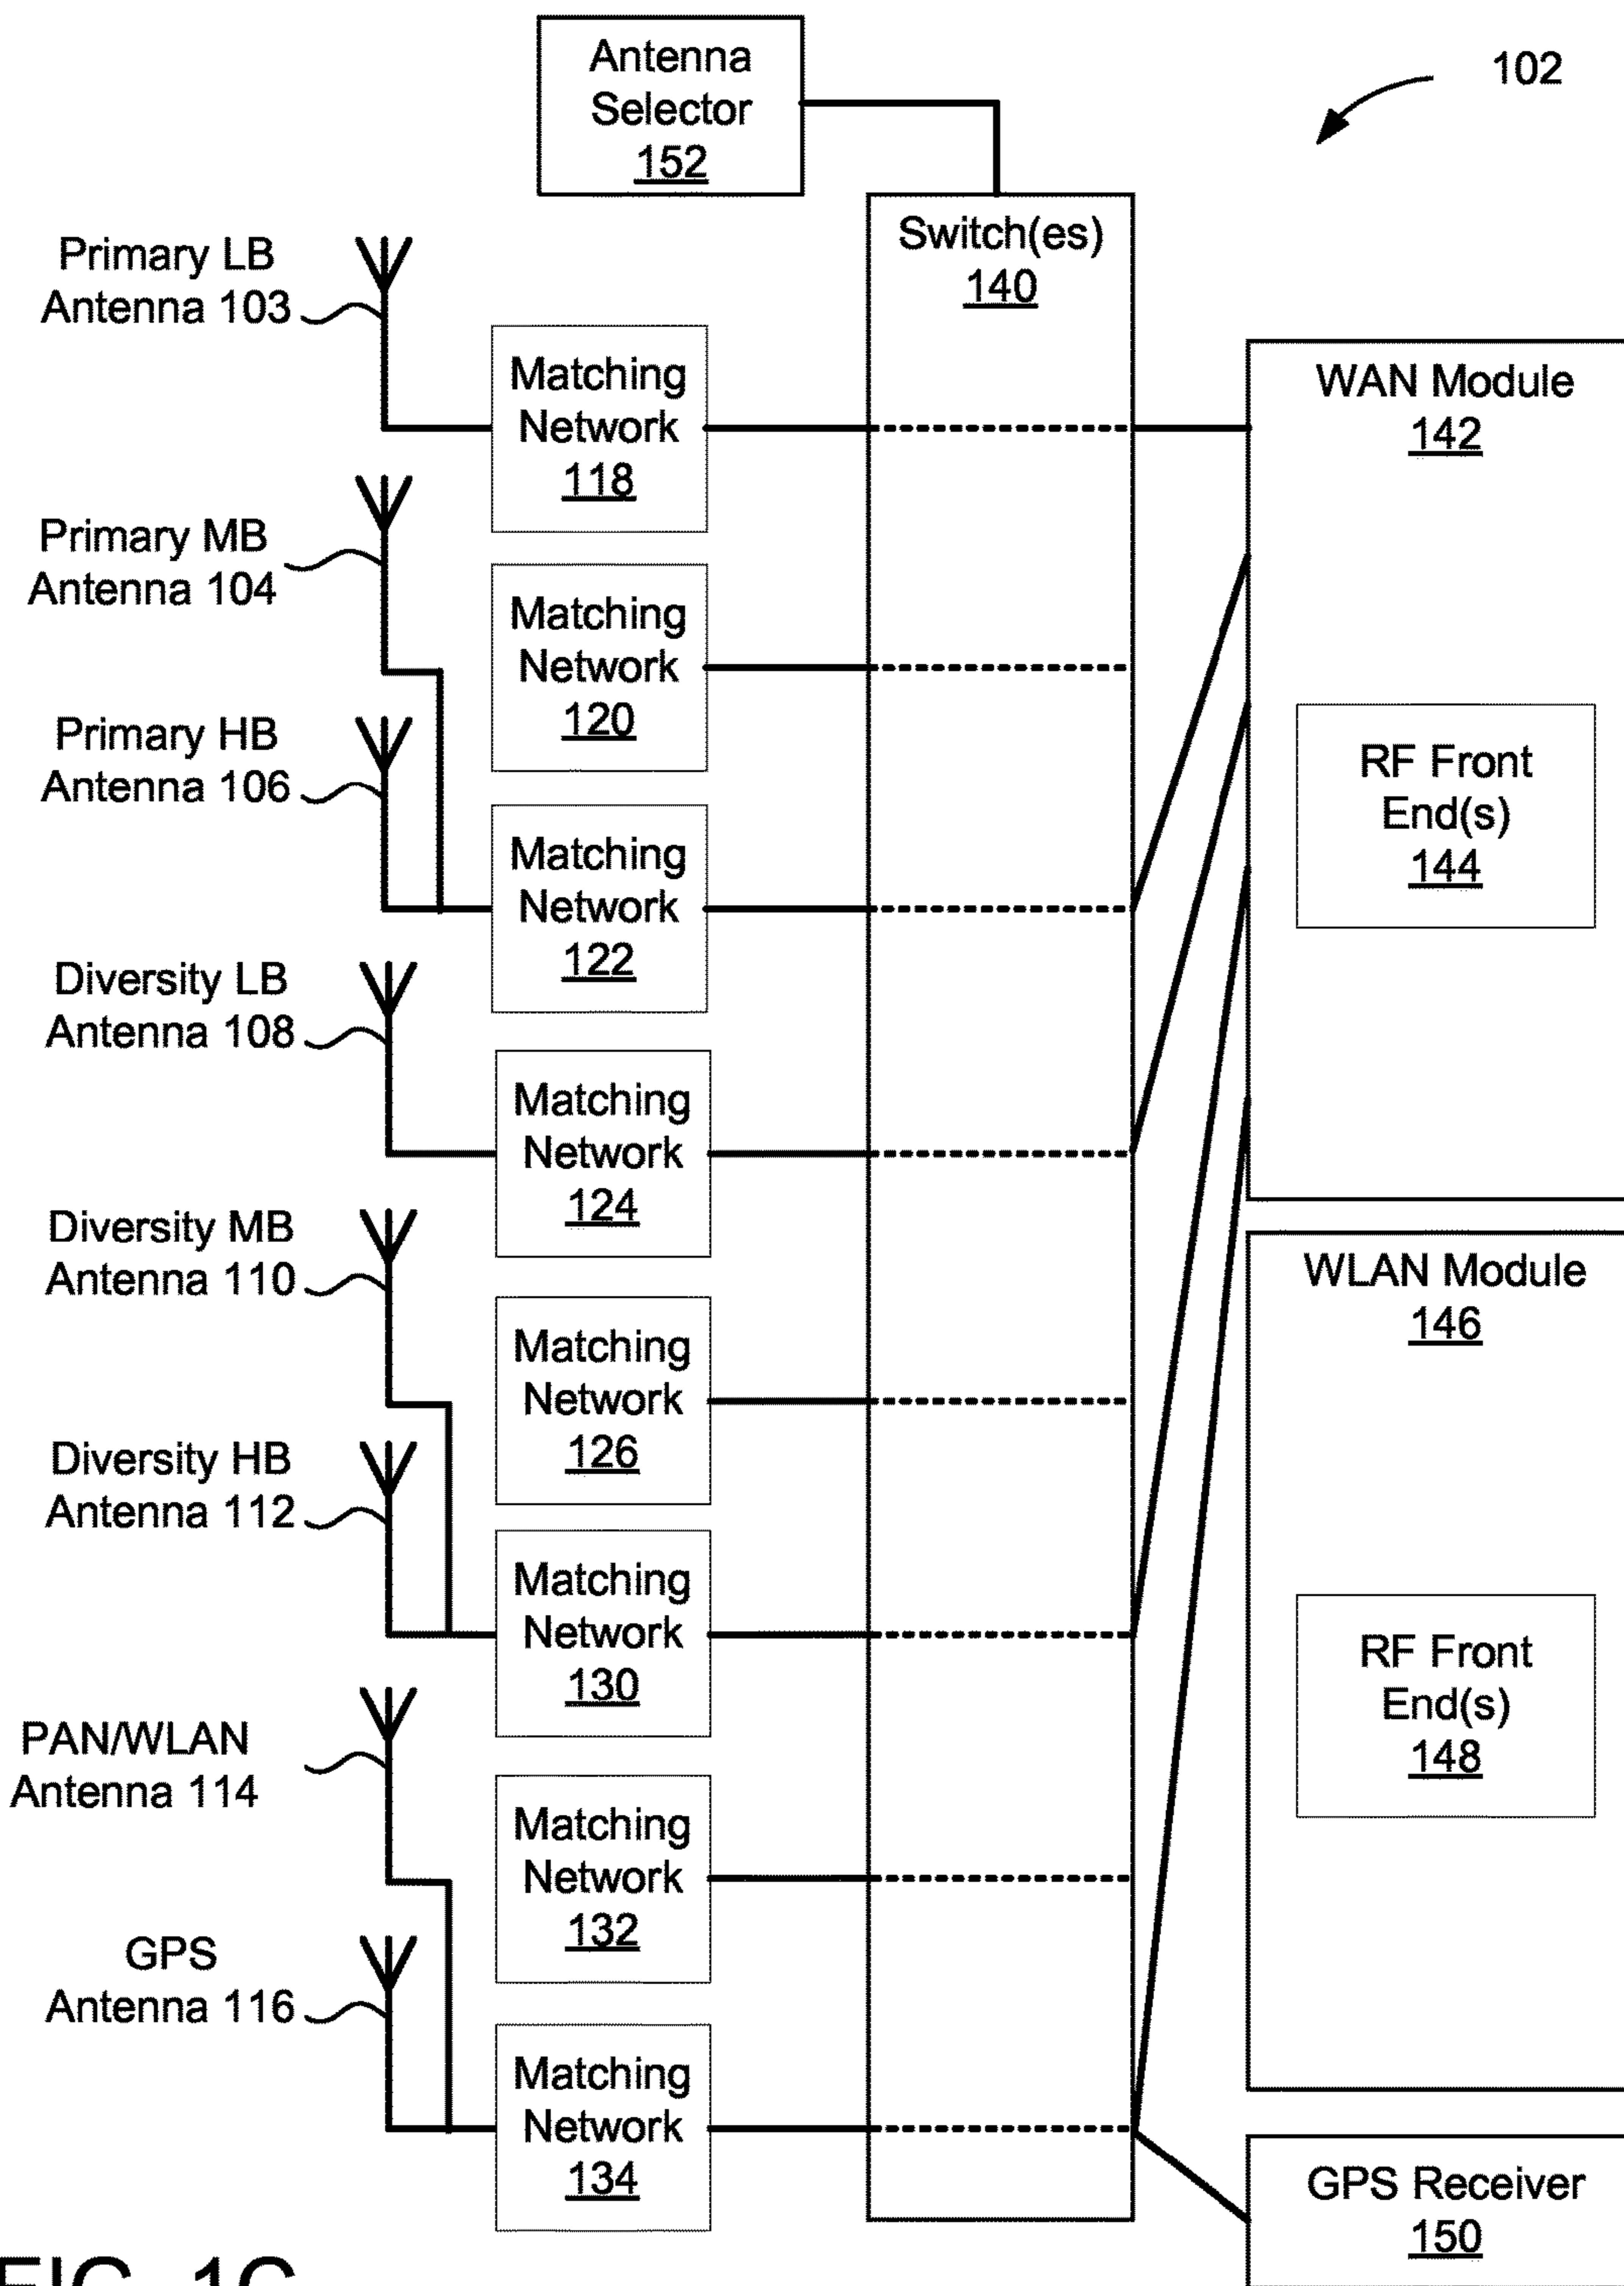 Antenna
Selector
152
102
Switch(es)
140
Primary LB
Antenna 103
Matching
Network
118
WAN Module
142
Primary MB
Antenna 104
Matching
Network
120
Primary HB
Antenna 106
RF Front
End(s)
144
Matching
Network
122
Diversity LB
Antenna 108
Matching
Network
124
Diversity MB
Antenna 110
WLAN Module
146
Matching
Network
126
Diversity HB
Antenna 112
Matching
Network
130
RF Front
End(s)
148
PAN/WLAN
Antenna 114
Matching
Network
132
GPS
Antenna 116
Matching
Network
134
GPS Receiver
150
FIG. 1C